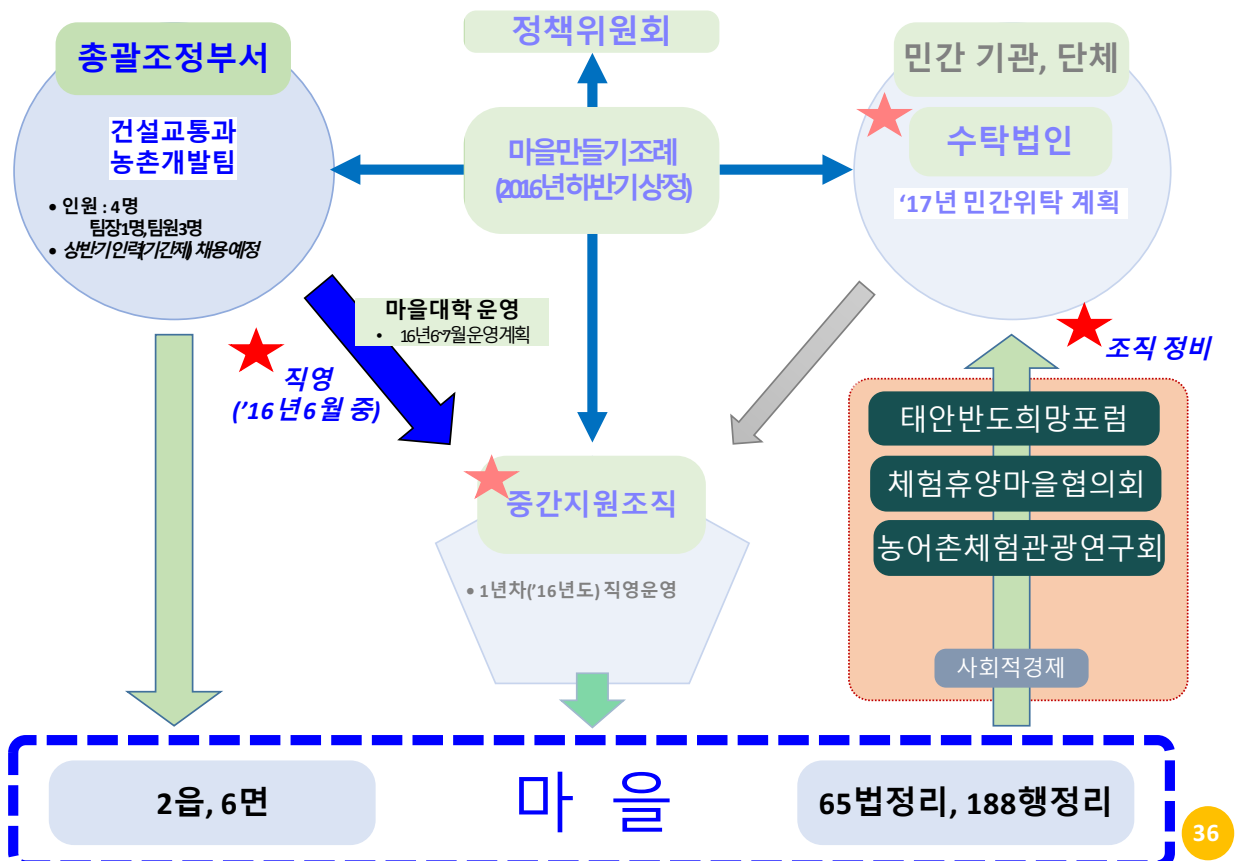 총괄조정부서
건설교통과
농촌개발팀
• 인원 : 4명
팀장1명,팀원3명
• 상반기인력(기간제) 채용예정
정책위원회
마을만들기조례
(2016년하반기상정)
민간 기관, 단체
수탁법인
‘17년 민간위탁 계획
마을대학 운영
• 16년6~7월운영계획
직영
(’16년 6월 중)
조직 정비
태안반도희망포럼
체험휴양마을협의회
농어촌체험관광연구회
사회적경제
중간지원조직
• 1년차(’16년도) 직영운영
2읍, 6면
마 을
65법정리, 188행정리
36